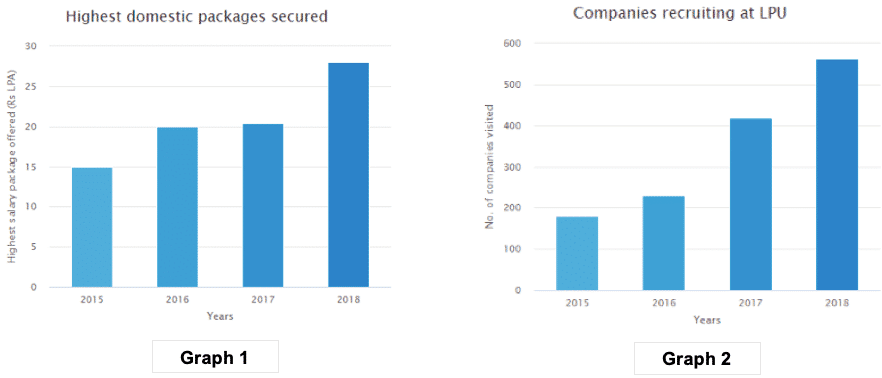 Highest domestic packages secured
Highest salary package offered (Rs LPA)
30
25
20
15
10
5
0
2015 2016 2017 2018
Years
Graph 1
Companies recruiting at LPU
No. of companies visited
600
500
400
300
200
100
0
2015 2016 2017 2018
Years
Graph 2